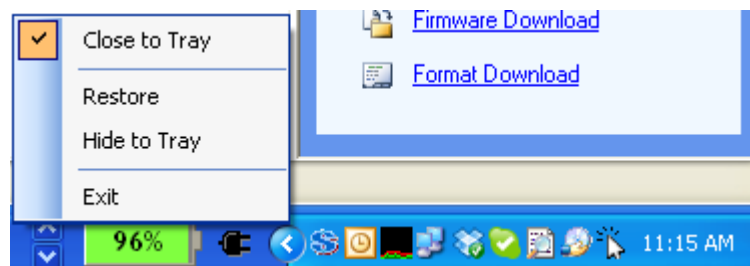 Close to Tray
Restore
Hide to Tray
Exit
Firmware Download
Format Download
96%
11:15 AM